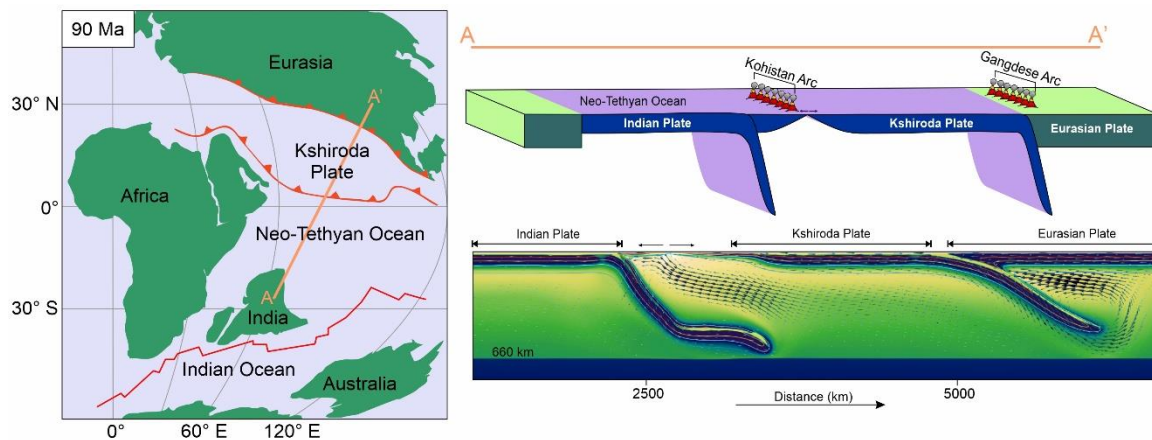 90 Ma
Eurasia
30° N
A'
Kshiroda
Plate
Africa
0°
Neo-Tethyan Ocean
A
30° S
India
Indian Ocean
Australia
0°
60° E
120° E
A
A'
Kohistan Arc
Gangdese Arc
Neo-Tethyan Ocean
Indian Plate
Kshiroda Plate
Eurasian Plate
Indian Plate
Kshiroda Plate
Eurasian Plate
660 km
2500
5000
Distance (km)